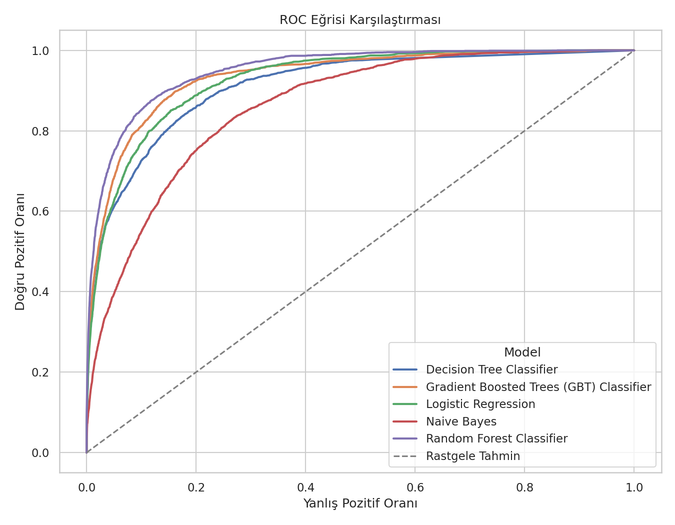 ROC Eğrisi Karşılaştırması
Doğru Pozitif Oranı
1.0
0.8
0.6
0.4
0.2
0.0
0.0 0.2 0.4 0.6 0.8 1.0
Yanlış Pozitif Oranı
Model
Decision Tree Classifier
Gradient Boosted Trees (GBT) Classifier
Logistic Regression
Naive Bayes
Random Forest Classifier
Rastgele Tahmin